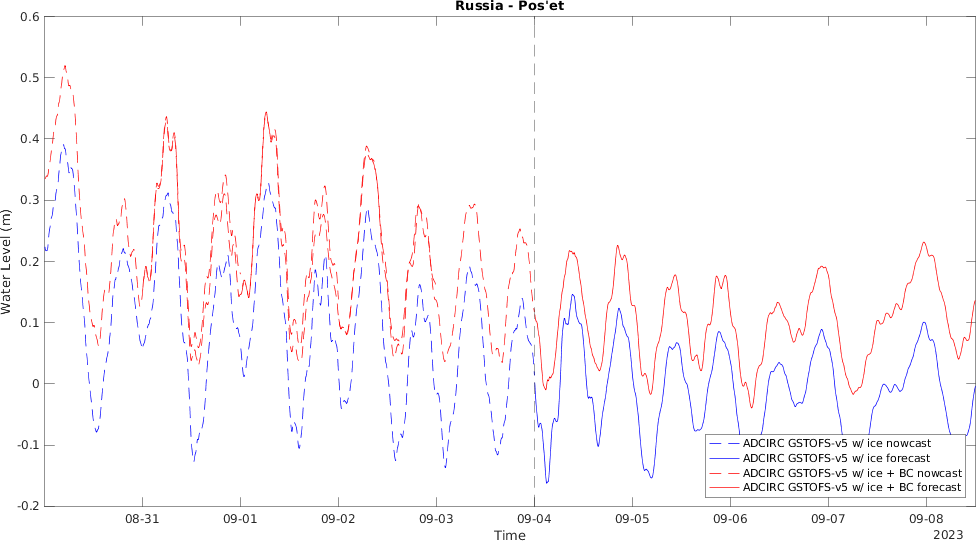 Russia - Pos'et
0.6
0.5
0.4
0.3
0.2
0.1
0
-0.1
-0.2
Water Level (m)
ADCIRC GSTOFS-v5 w/ ice nowcast
ADCIRC GSTOFS-v5 w/ ice forecast
ADCIRC GSTOFS-v5 w/ ice + BC nowcast
ADCIRC GSTOFS-v5 w/ ice + BC forecast
08-31 09-01 09-02 09-03 09-04 09-05 09-06 09-07 09-08
Time
2023